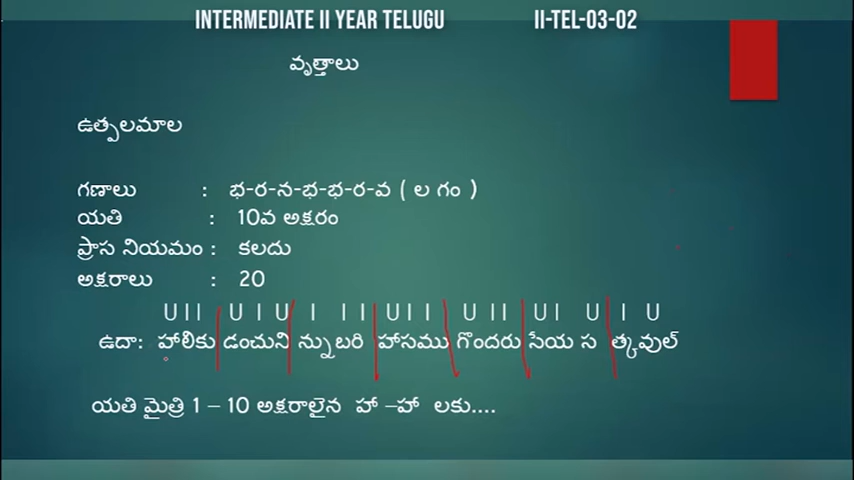 INTERMEDIATE II YEAR TELUGU II-TEL-03-02
వృత్తాలు
ఉత్పలమాల
గణాలు : భ-ర-న-భ-భ-ర-వ ( ల గం )
యతి : 10వ అక్షరం
ప్రాస నియమం : కలదు
అక్షరాలు : 20
U I I U I U I I I U I I U I I U I U I U
ఉదా: హాలికు డంచుని న్నుబరి హాసము గొందరు సేయ స త్కవుల్
యతి మైత్రి 1 – 10 అక్షరాలైన హా –హా లకు....